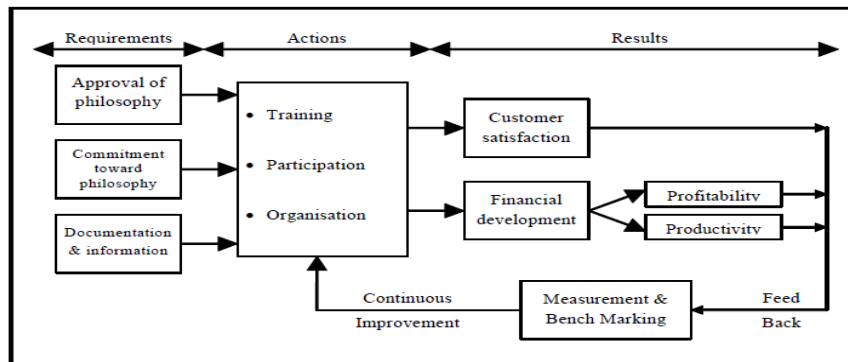 Requirements
Actions
Results
Approval of
philosophy
Commitment
toward
philosophy
Documentation
& information
• Training
• Participation
• Organisation
Customer
satisfaction
Financial
development
Profitability
Productivity
Continuous
Improvement
Measurement &
Bench Marking
Feed
Back